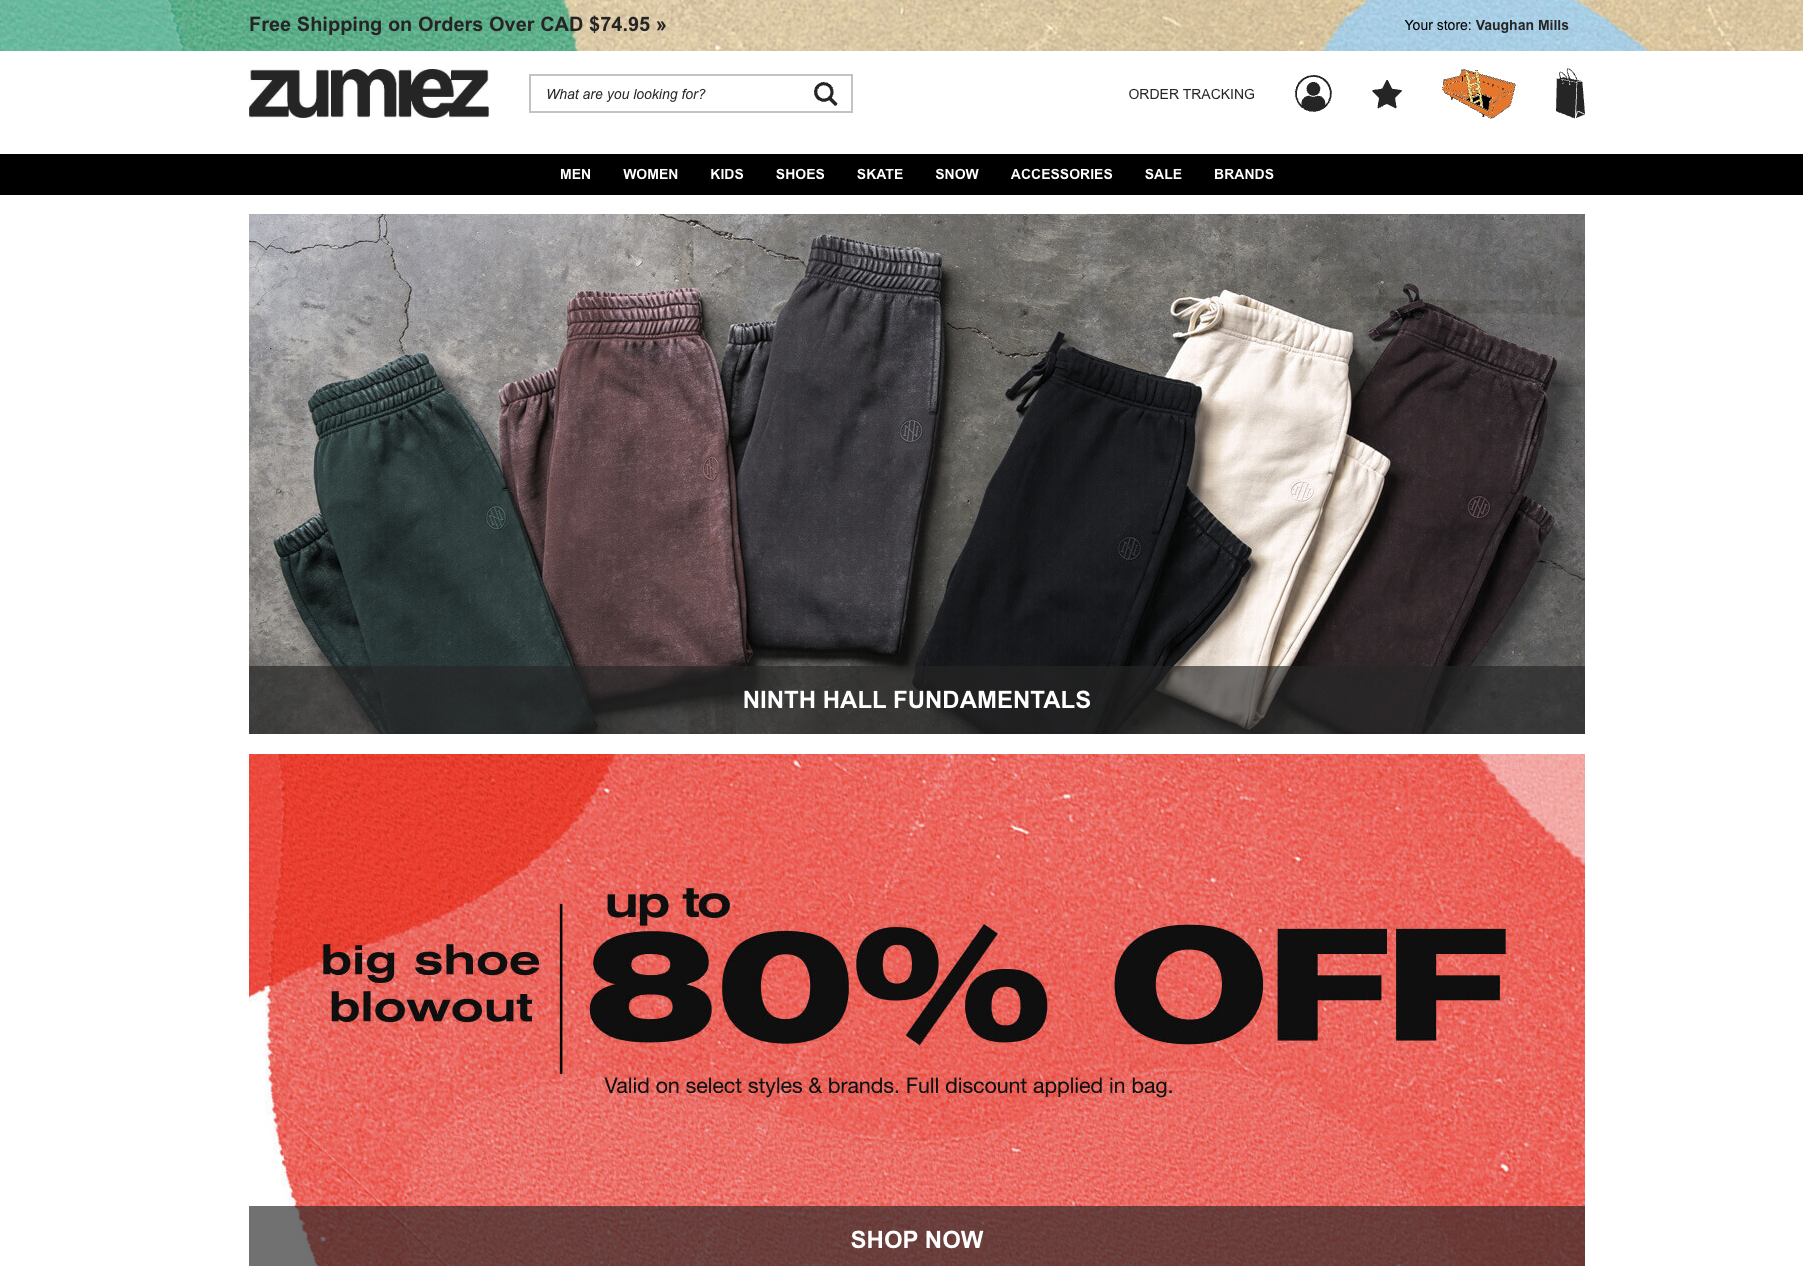 Free Shipping on Orders Over CAD $74.95 »
Your store: Vaughan Mills
zumiez
What are you looking for?
ORDER TRACKING
MEN WOMEN KIDS SHOES SKATE SNOW ACCESSORIES SALE BRANDS
NINTH HALL FUNDAMENTALS
big shoe
blowout
up to
80% OFF
Valid on select styles & brands. Full discount applied in bag.
SHOP NOW